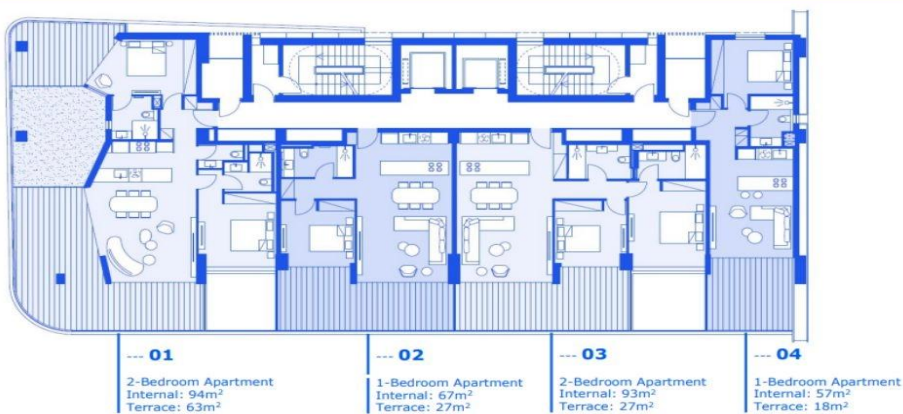 --- 01
2-Bedroom Apartment
Internal: 94m²
Terrace: 63m²
--- 02
1-Bedroom Apartment
Internal: 67m²
Terrace: 27m²
--- 03
2-Bedroom Apartment
Internal: 93m²
Terrace: 27m²
--- 04
1-Bedroom Apartment
Internal: 57m²
Terrace: 18m²